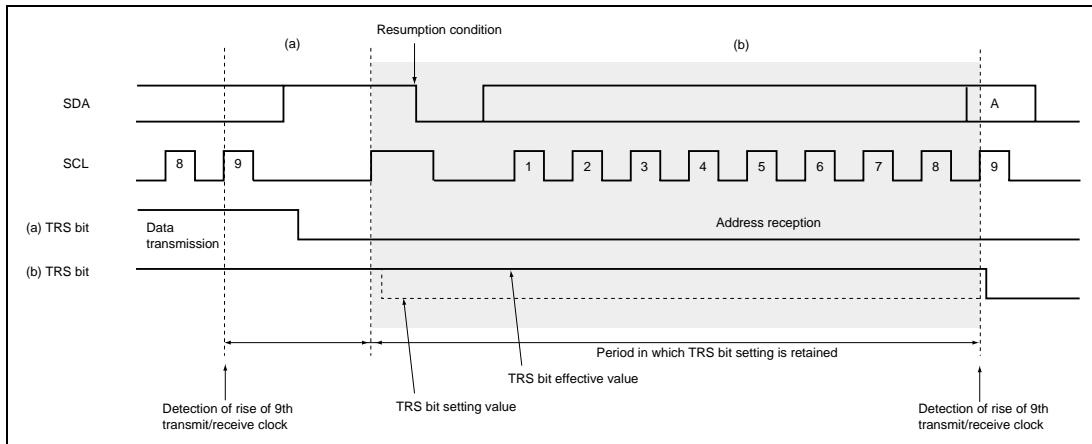 Resumption condition
(a)
(b)
SDA
A
SCL
8
9
1
2
3
4
5
6
7
8
9
(a) TRS bit
Data
transmission
Address reception
(b) TRS bit
Period in which TRS bit setting is retained
TRS bit effective value
TRS bit setting value
Detection of rise of 9th
transmit/receive clock
Detection of rise of 9th
transmit/receive clock